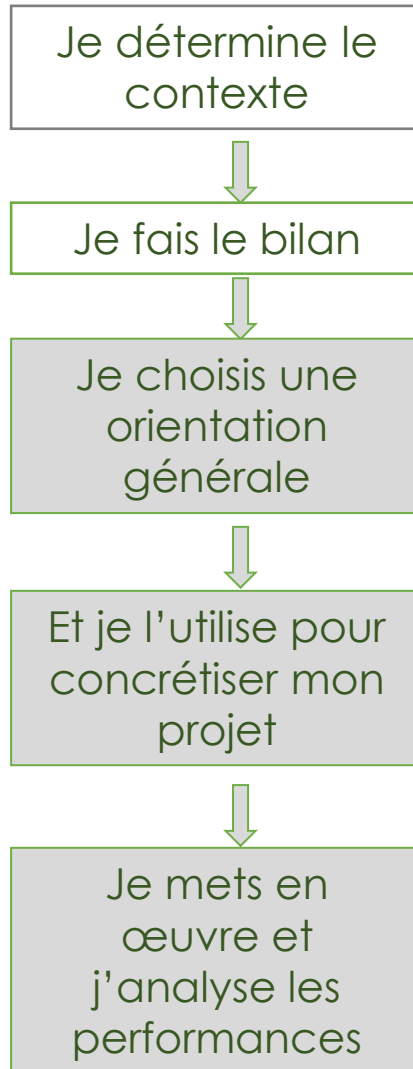 Je détermine le
contexte
Je fais le bilan
Je choisis une
orientation
générale
Et je l’utilise pour
concrétiser mon
projet
Je mets en
œuvre et
j’analyse les
performances